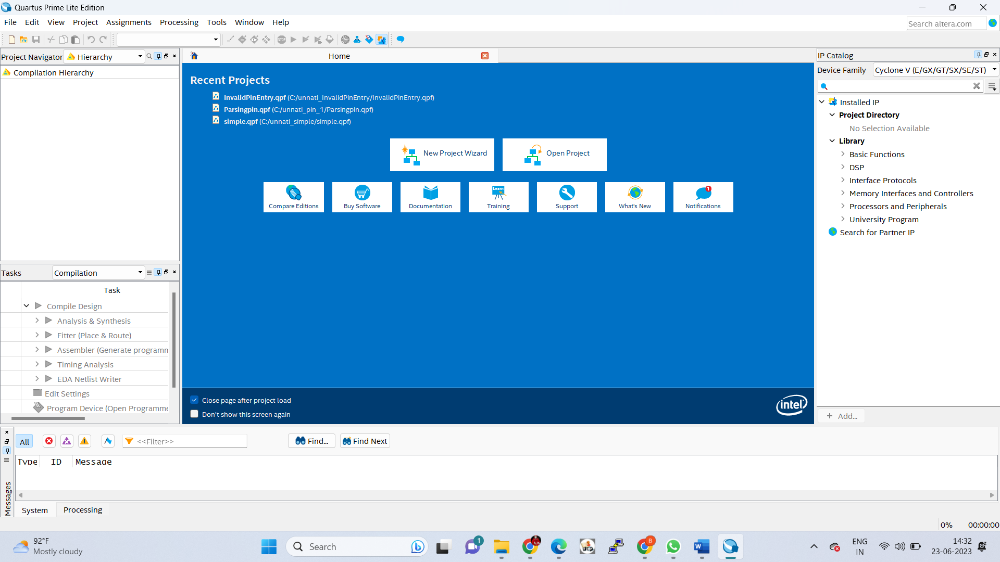 Quartus Prime Lite Edition
File Edit View Project Assignments Processing Tools Window Help
Search altera.com
Project Navigator Hierarchy
Compilation Hierarchy
Home
Recent Projects
InvalidPinEntry.qpf (C:/unnati_InvalidPinEntry/InvalidPinEntry.qpf)
Parsingpin.qpf (C:/unnati_pin_1/Parsingpin.qpf)
simple.qpf (C:/unnati_simple/simple.qpf)
New Project Wizard
Open Project
Compare Editions
Buy Software
Documentation
Learn
Training
Support
What's New
1
Notifications
Close page after project load
Don't show this screen again
intel
IP Catalog
Device Family Cyclone V (E/GX/GT/SX/SE/ST)
Installed IP
Project Directory
No Selection Available
Library
Basic Functions
DSP
Interface Protocols
Memory Interfaces and Controllers
Processors and Peripherals
University Program
Search for Partner IP
+ Add...
Tasks Compilation
Task
Compile Design
Analysis & Synthesis
Fitter (Place & Route)
Assembler (Generate programm
Timing Analysis
EDA Netlist Writer
Edit Settings
Program Device (Open Programme
All <<Filter>> Find... Find Next
Type ID Message
Messages
System Processing
0% 00:00:00
92°F
Mostly cloudy
Search
1
B
ENG
IN
14:32
23-06-2023